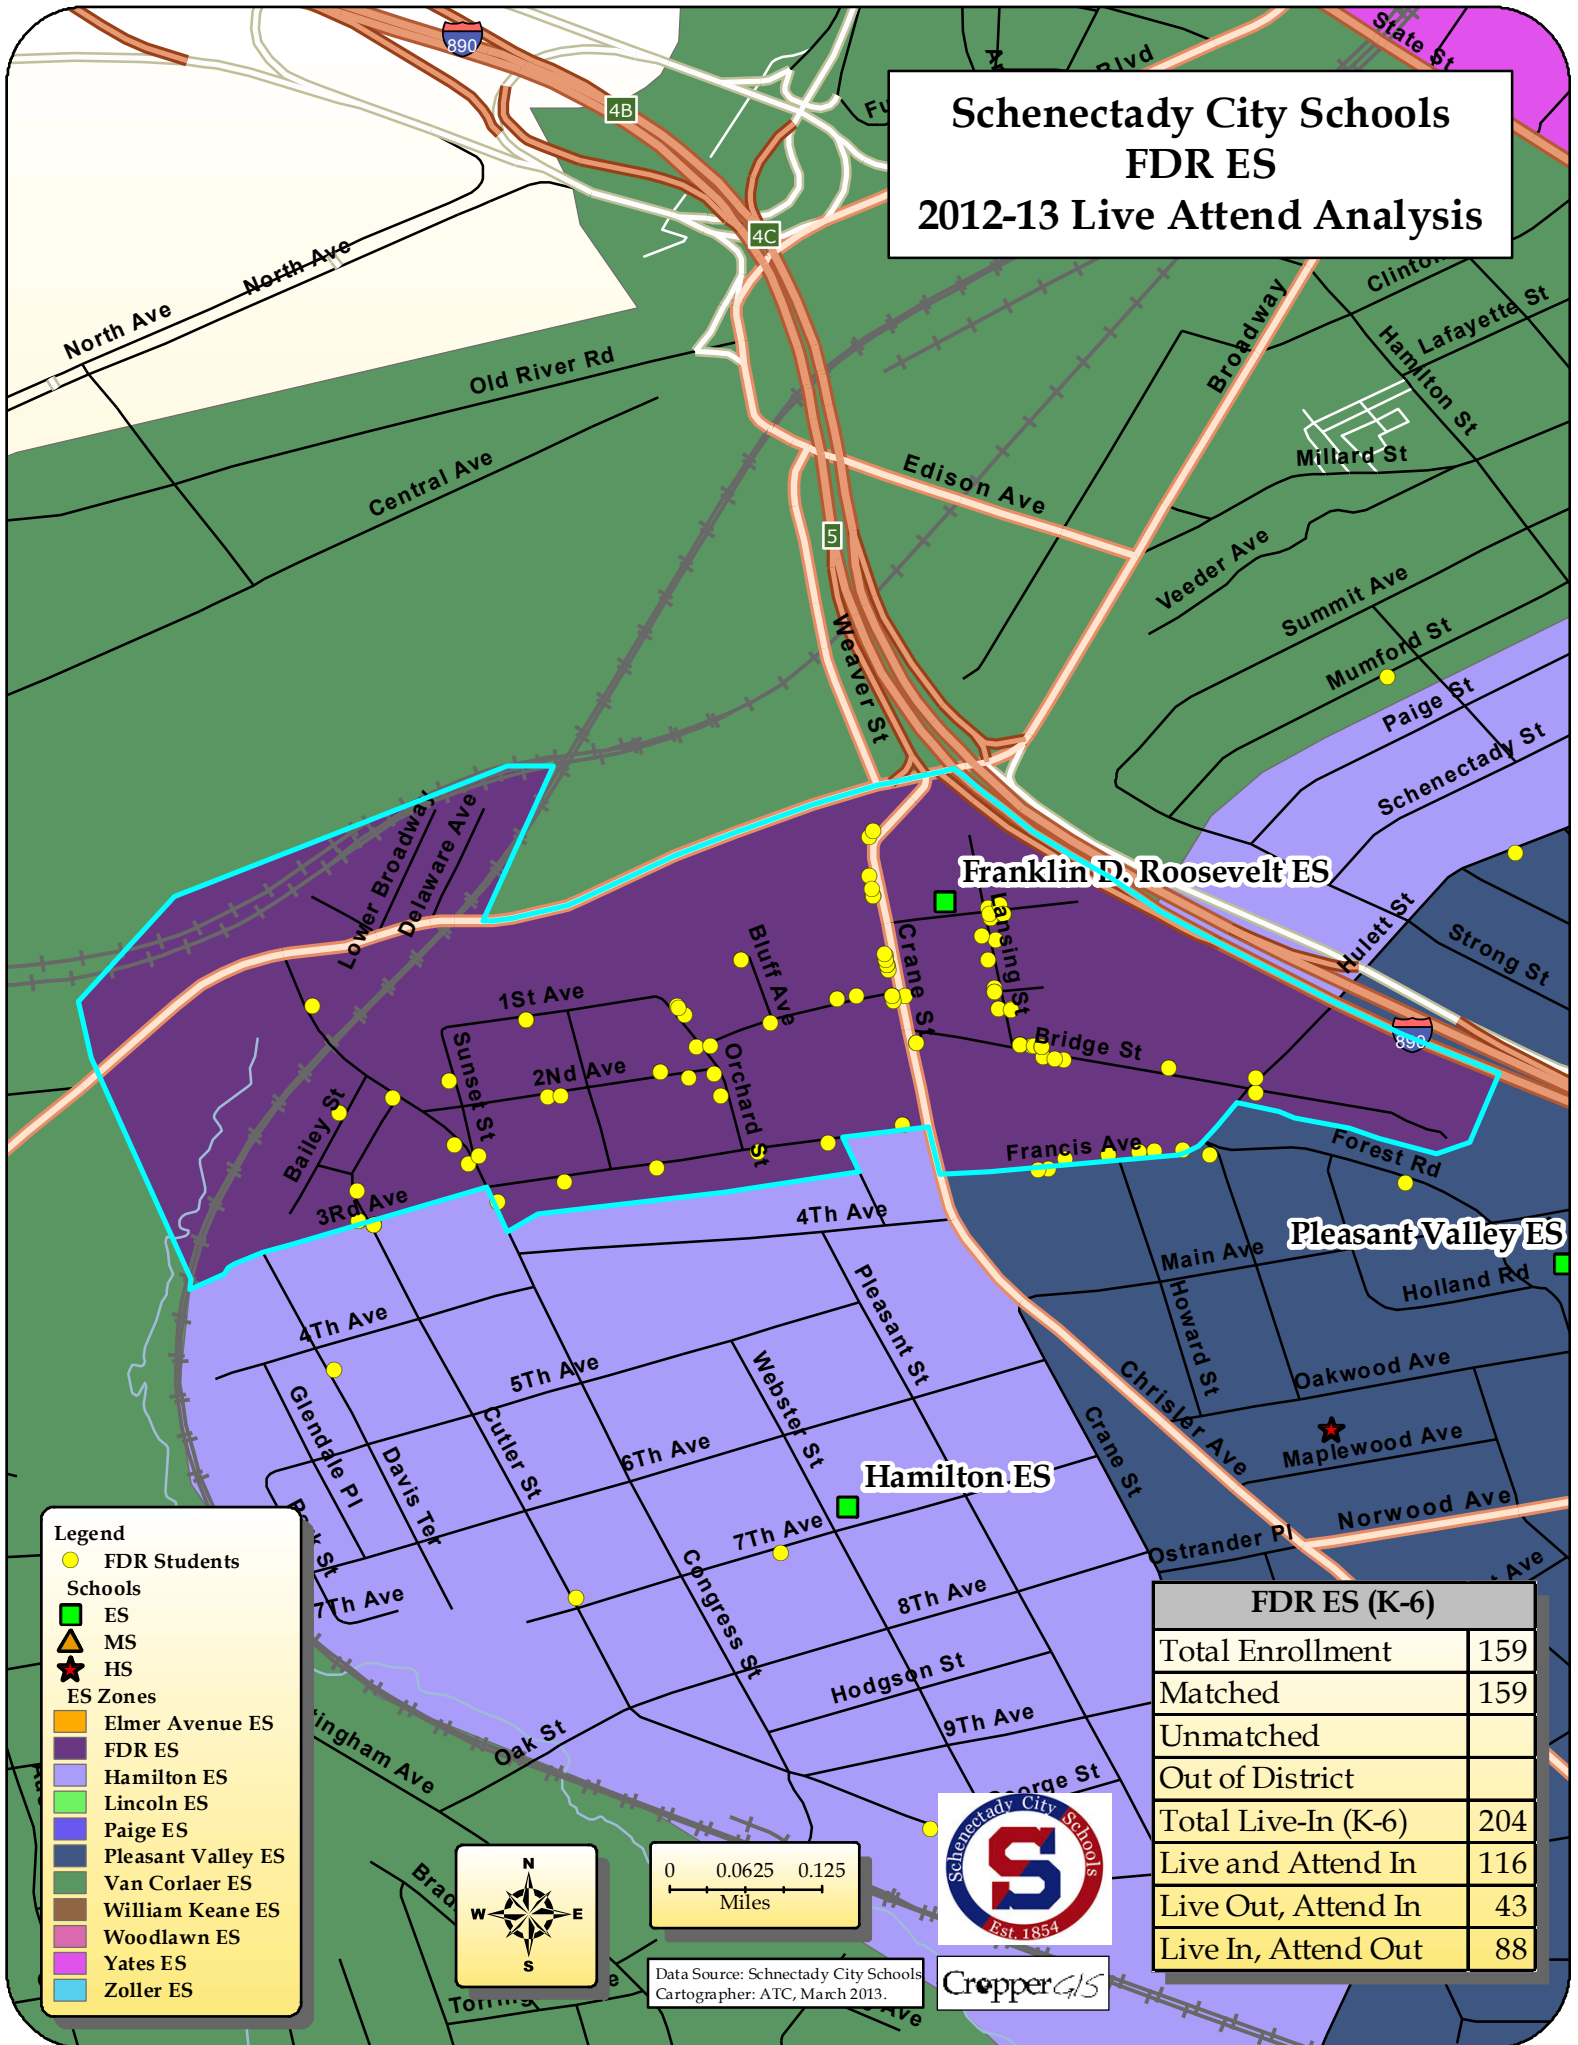 Schenectady City Schools
FDR ES
2012-13 Live Attend Analysis
890
4B
4C
5
State St
Blvd
North Ave
North Ave
Old River Rd
Central Ave
Edison Ave
Broadway
Hamilton St
Lafayette St
Millard St
Veeder Ave
Summit Ave
Mumford St
Paige St
Schenectady St
Weaver St
Lower Broadway
Delaware Ave
Franklin D. Roosevelt ES
Hulett St
Strong St
Bluff Ave
Crane St
Lansing St
1St Ave
Sunset St
2Nd Ave
Orchard St
Bridge St
890
Bailey St
Francis Ave
Forest Rd
3Rd Ave
4Th Ave
Main Ave
Pleasant Valley ES
Holland Rd
Howard St
Pleasant St
4Th Ave
5Th Ave
Webster St
Oakwood Ave
Chrisler Ave
Glendale Pl
Davis Ter
Cutler St
6Th Ave
Crane St
Maplewood Ave
Hamilton ES
Norwood Ave
7Th Ave
Ostrander Pl
Congress St
8Th Ave
7Th Ave
Hodgson St
9Th Ave
Oak St
Legend
FDR Students
Schools
ES
MS
HS
ES Zones
Elmer Avenue ES
FDR ES
Hamilton ES
Lincoln ES
Paige ES
Pleasant Valley ES
Van Corlaer ES
William Keane ES
Woodlawn ES
Yates ES
Zoller ES
N
W E
S
0 0.0625 0.125
Miles
Data Source: Schnectady City Schools
Cartographer: ATC, March 2013.
Schenectady City Schools
S
Est. 1854
Cropper GIS
FDR ES (K-6)
Total Enrollment 159
Matched 159
Unmatched
Out of District
Total Live-In (K-6) 204
Live and Attend In 116
Live Out, Attend In 43
Live In, Attend Out 88